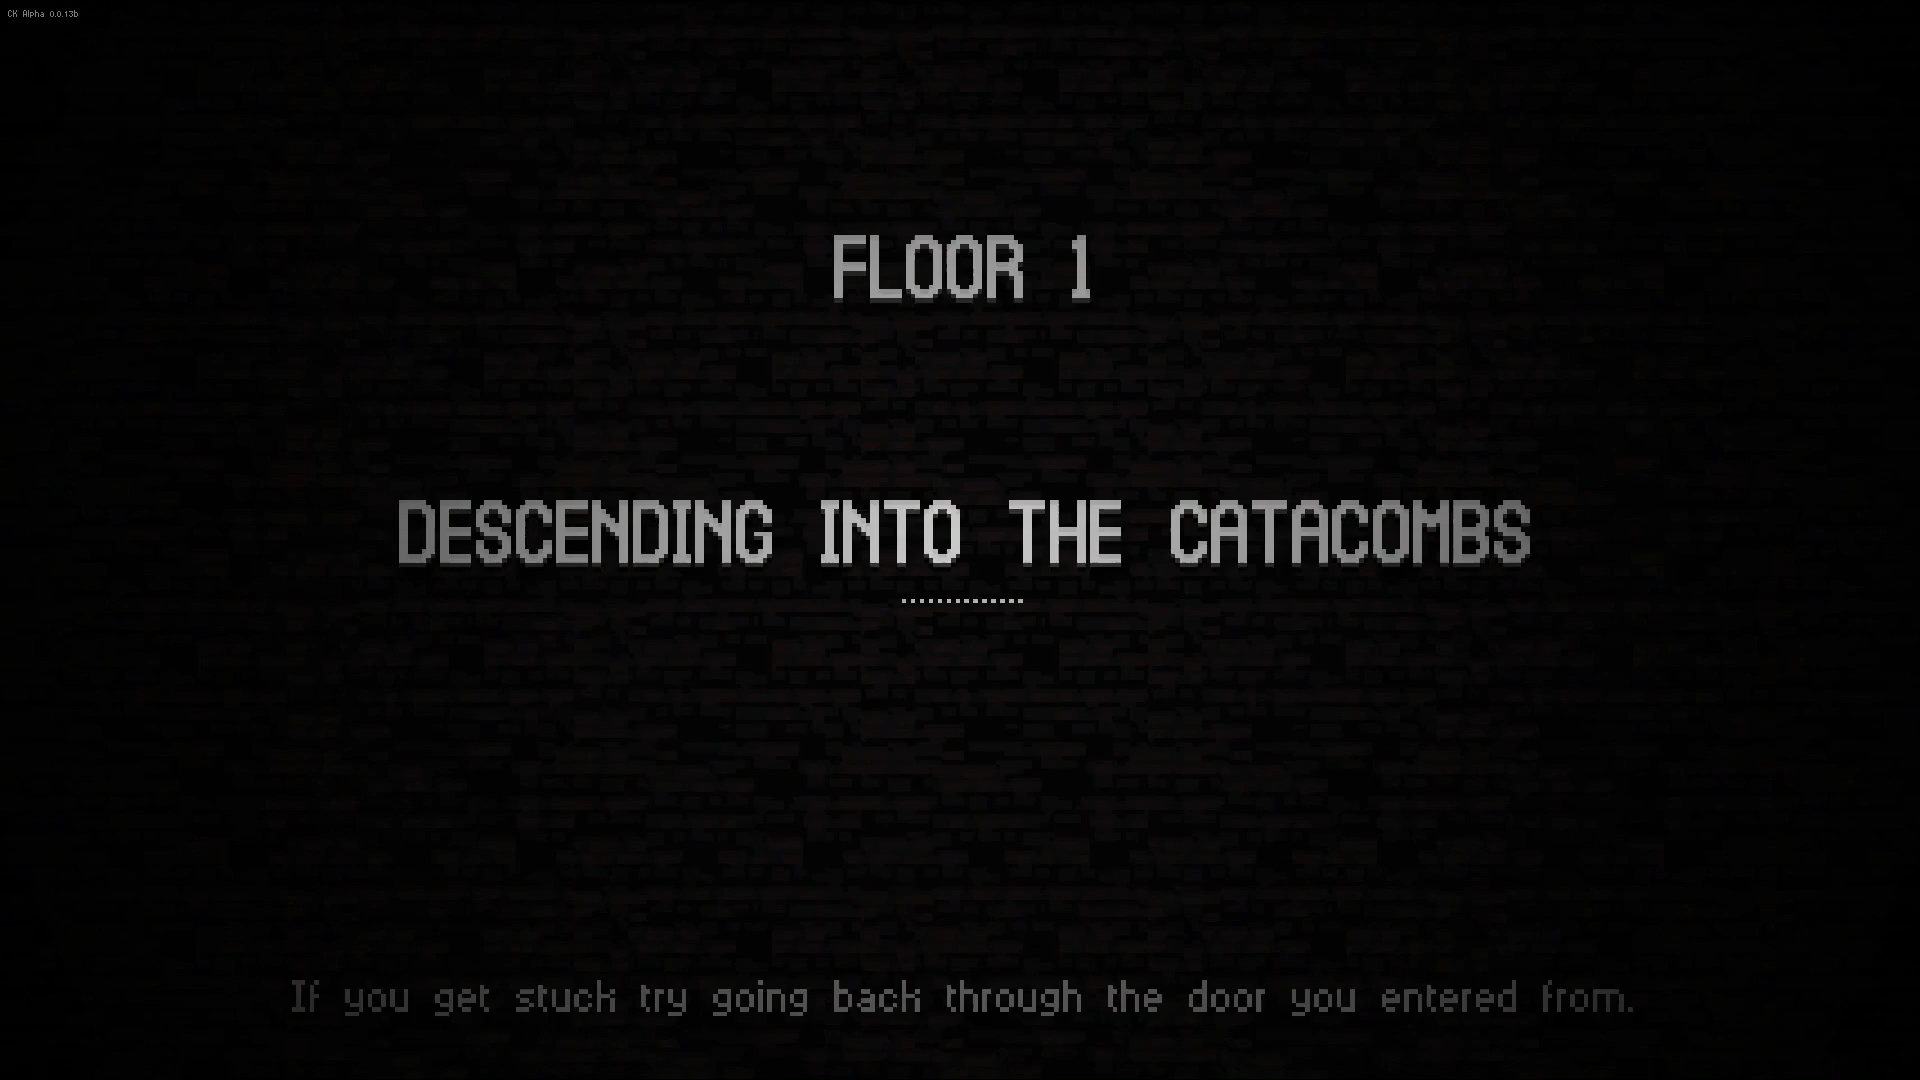 CK Alpha 0.0.13b
FLOOR 1
DESCENDING INTO THE CATACOMBS
..............
If you get stuck try going back through the door you entered from.